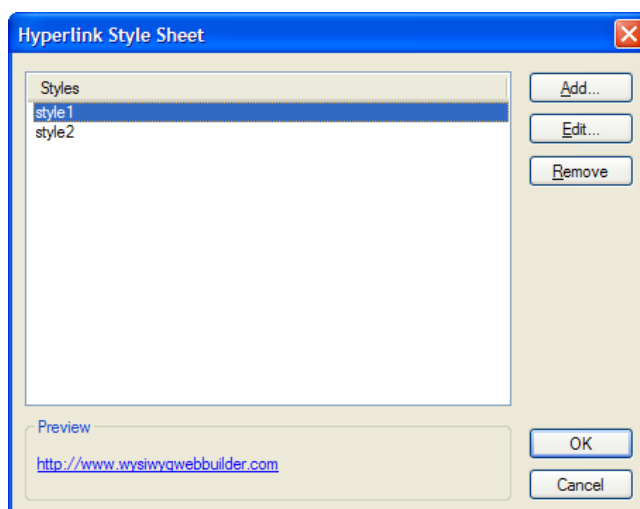 Hyperlink Style Sheet
Styles
style1
style2
Add...
Edit...
Remove
Preview
http://www.wysiwygwebbuilder.com
OK
Cancel